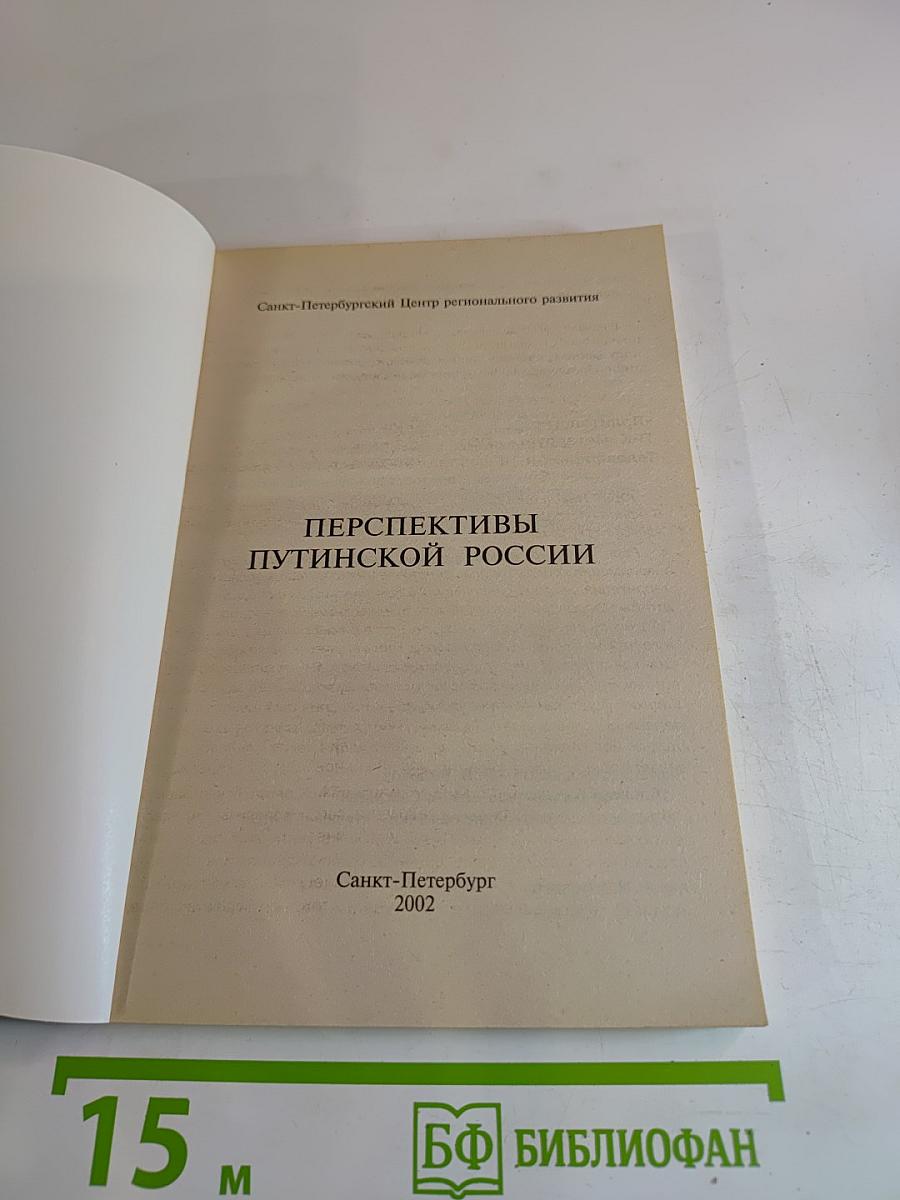 Санкт-Петербургский Центр регионального развития
ПЕРСПЕКТИВЫ
ПУТИНСКОЙ РОССИИ
Санкт-Петербург
2002
15 м
БФ БИБЛИОФАН